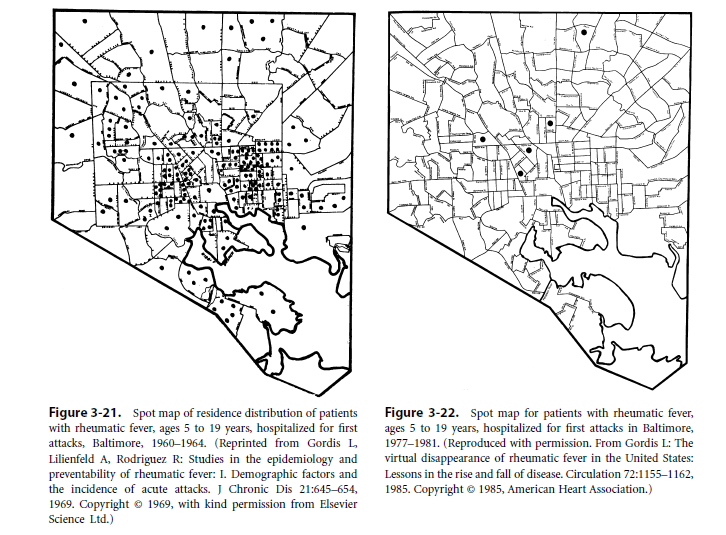 Figure 3-21. Spot map of residence distribution of patients
with rheumatic fever, ages 5 to 19 years, hospitalized for first
attacks, Baltimore, 1960–1964. (Reprinted from Gordis L,
Lilienfeld A, Rodriguez R: Studies in the epidemiology and
preventability of rheumatic fever: I. Demographic factors and
the incidence of acute attacks. J Chronic Dis 21:645–654,
1969. Copyright © 1969, with kind permission from Elsevier
Science Ltd.)
Figure 3-22. Spot map for patients with rheumatic fever,
ages 5 to 19 years, hospitalized for first attacks in Baltimore,
1977–1981. (Reproduced with permission. From Gordis L: The
virtual disappearance of rheumatic fever in the United States:
Lessons in the rise and fall of disease. Circulation 72:1155–1162,
1985. Copyright © 1985, American Heart Association.)